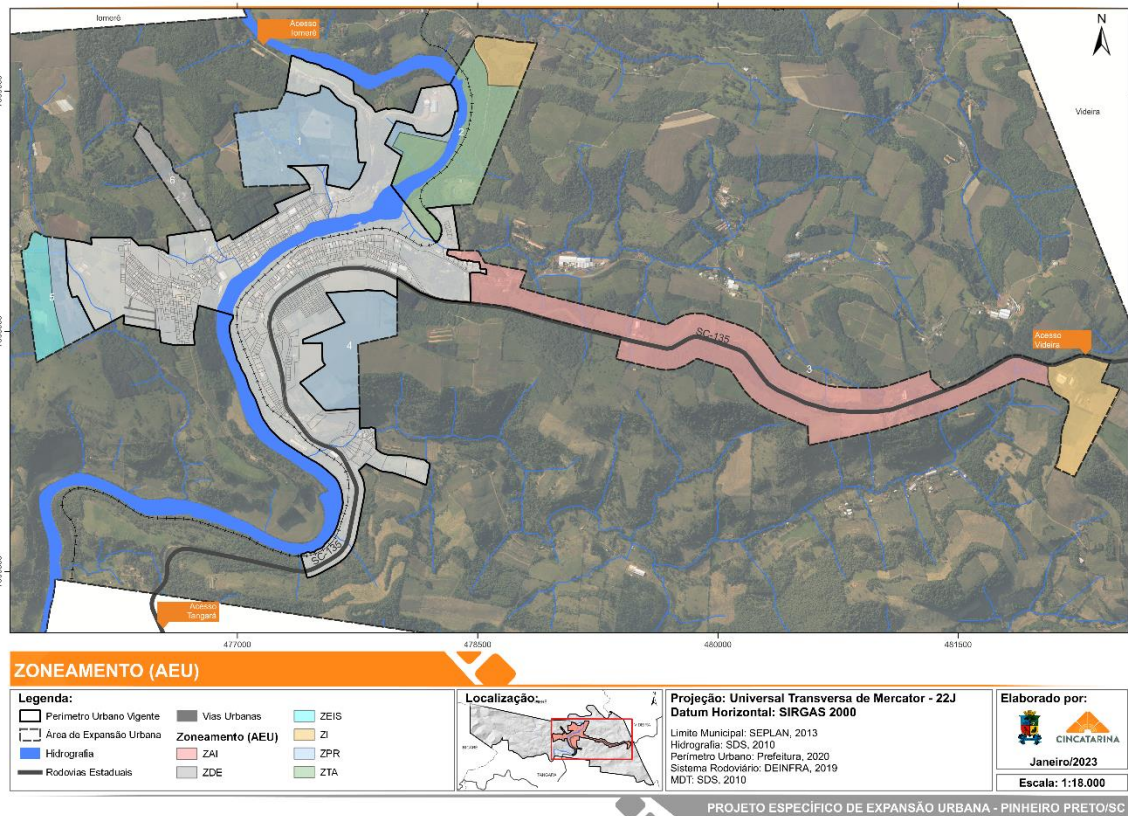 Iomerê
Acesso
Iomerê
N
Videira
1
2
6
5
4
3
4
SC-135
Acesso
Videira
SC-135
Acesso
Tangará
477000
478500
480000
481500
ZONEAMENTO (AEU)
Legenda:
Perímetro Urbano Vigente
Área de Expansão Urbana
Hidrografia
Rodovias Estaduais
Vias Urbanas
Zoneamento (AEU)
ZAI
ZDE
ZEIS
ZI
ZPR
ZTA
Localização:
N
VIDEIRA
TANGARÁ
Projeção: Universal Transversa de Mercator - 22J
Datum Horizontal: SIRGAS 2000
Limite Municipal: SEPLAN, 2013
Hidrografia: SDS, 2010
Perímetro Urbano: Prefeitura, 2020
Sistema Rodoviário: DEINFRA, 2019
MDT: SDS, 2010
Elaborado por:
CINCATARINA
Janeiro/2023
Escala: 1:18.000
PROJETO ESPECÍFICO DE EXPANSÃO URBANA - PINHEIRO PRETO/SC